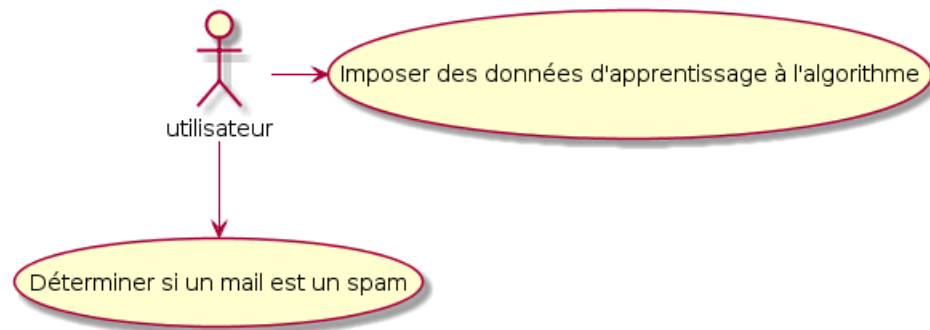 Imposer des données d'apprentissage à l'algorithme
utilisateur
Déterminer si un mail est un spam